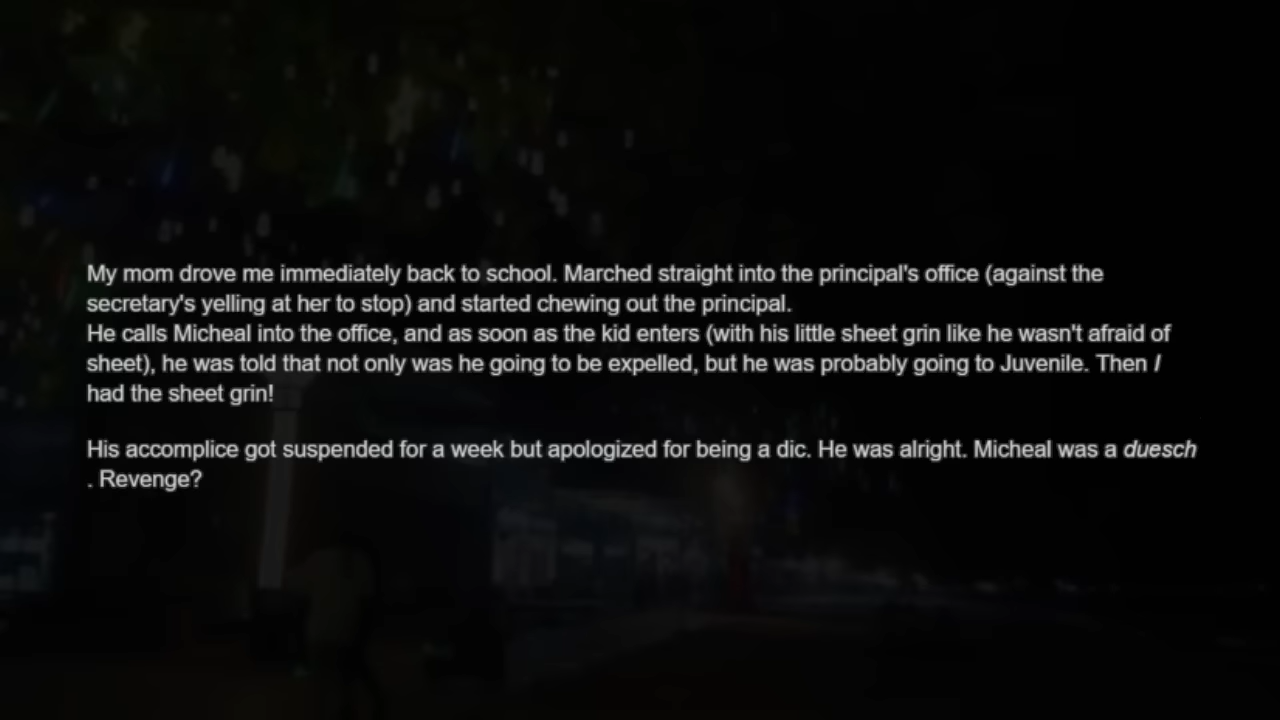 My mom drove me immediately back to school. Marched straight into the principal's office (against the
secretary's yelling at her to stop) and started chewing out the principal.
He calls Micheal into the office, and as soon as the kid enters (with his little sheet grin like he wasn't afraid of
sheet), he was told that not only was he going to be expelled, but he was probably going to Juvenile. Then I
had the sheet grin!
His accomplice got suspended for a week but apologized for being a dic. He was alright. Micheal was a duesch
. Revenge?